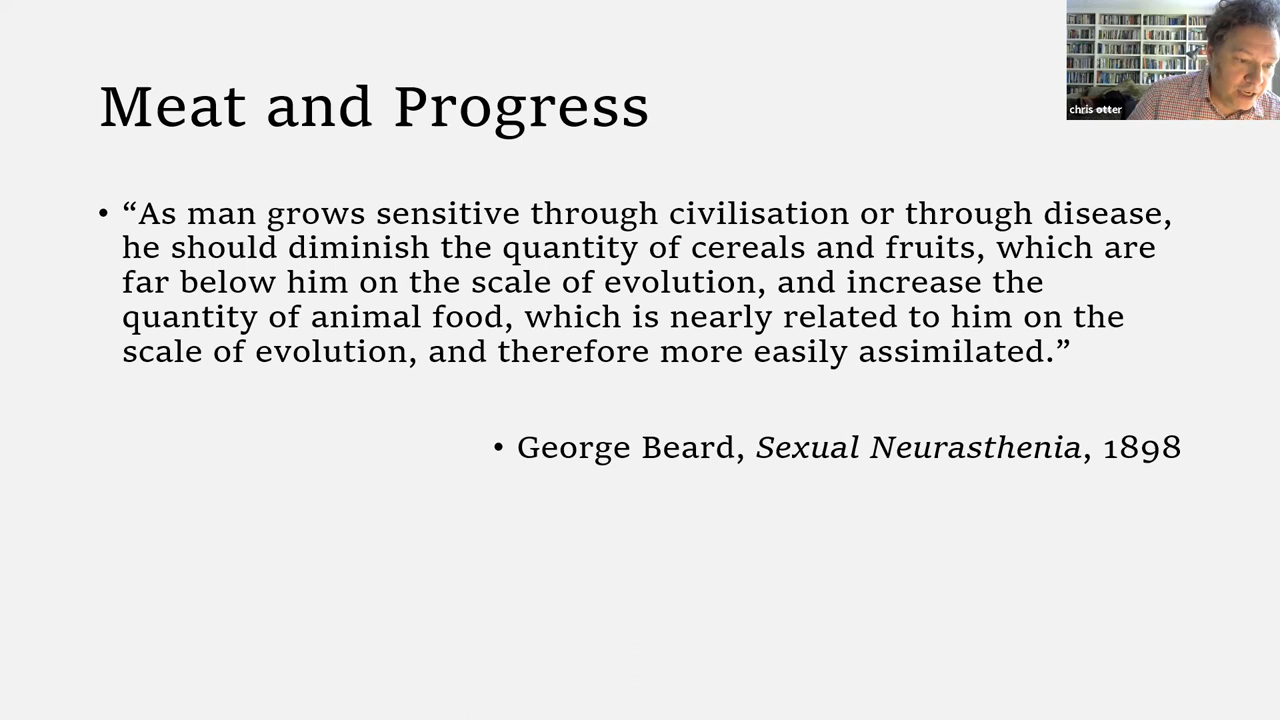 Meat and Progress
chris otter
• “As man grows sensitive through civilisation or through disease,
he should diminish the quantity of cereals and fruits, which are
far below him on the scale of evolution, and increase the
quantity of animal food, which is nearly related to him on the
scale of evolution, and therefore more easily assimilated.”
• George Beard, Sexual Neurasthenia, 1898